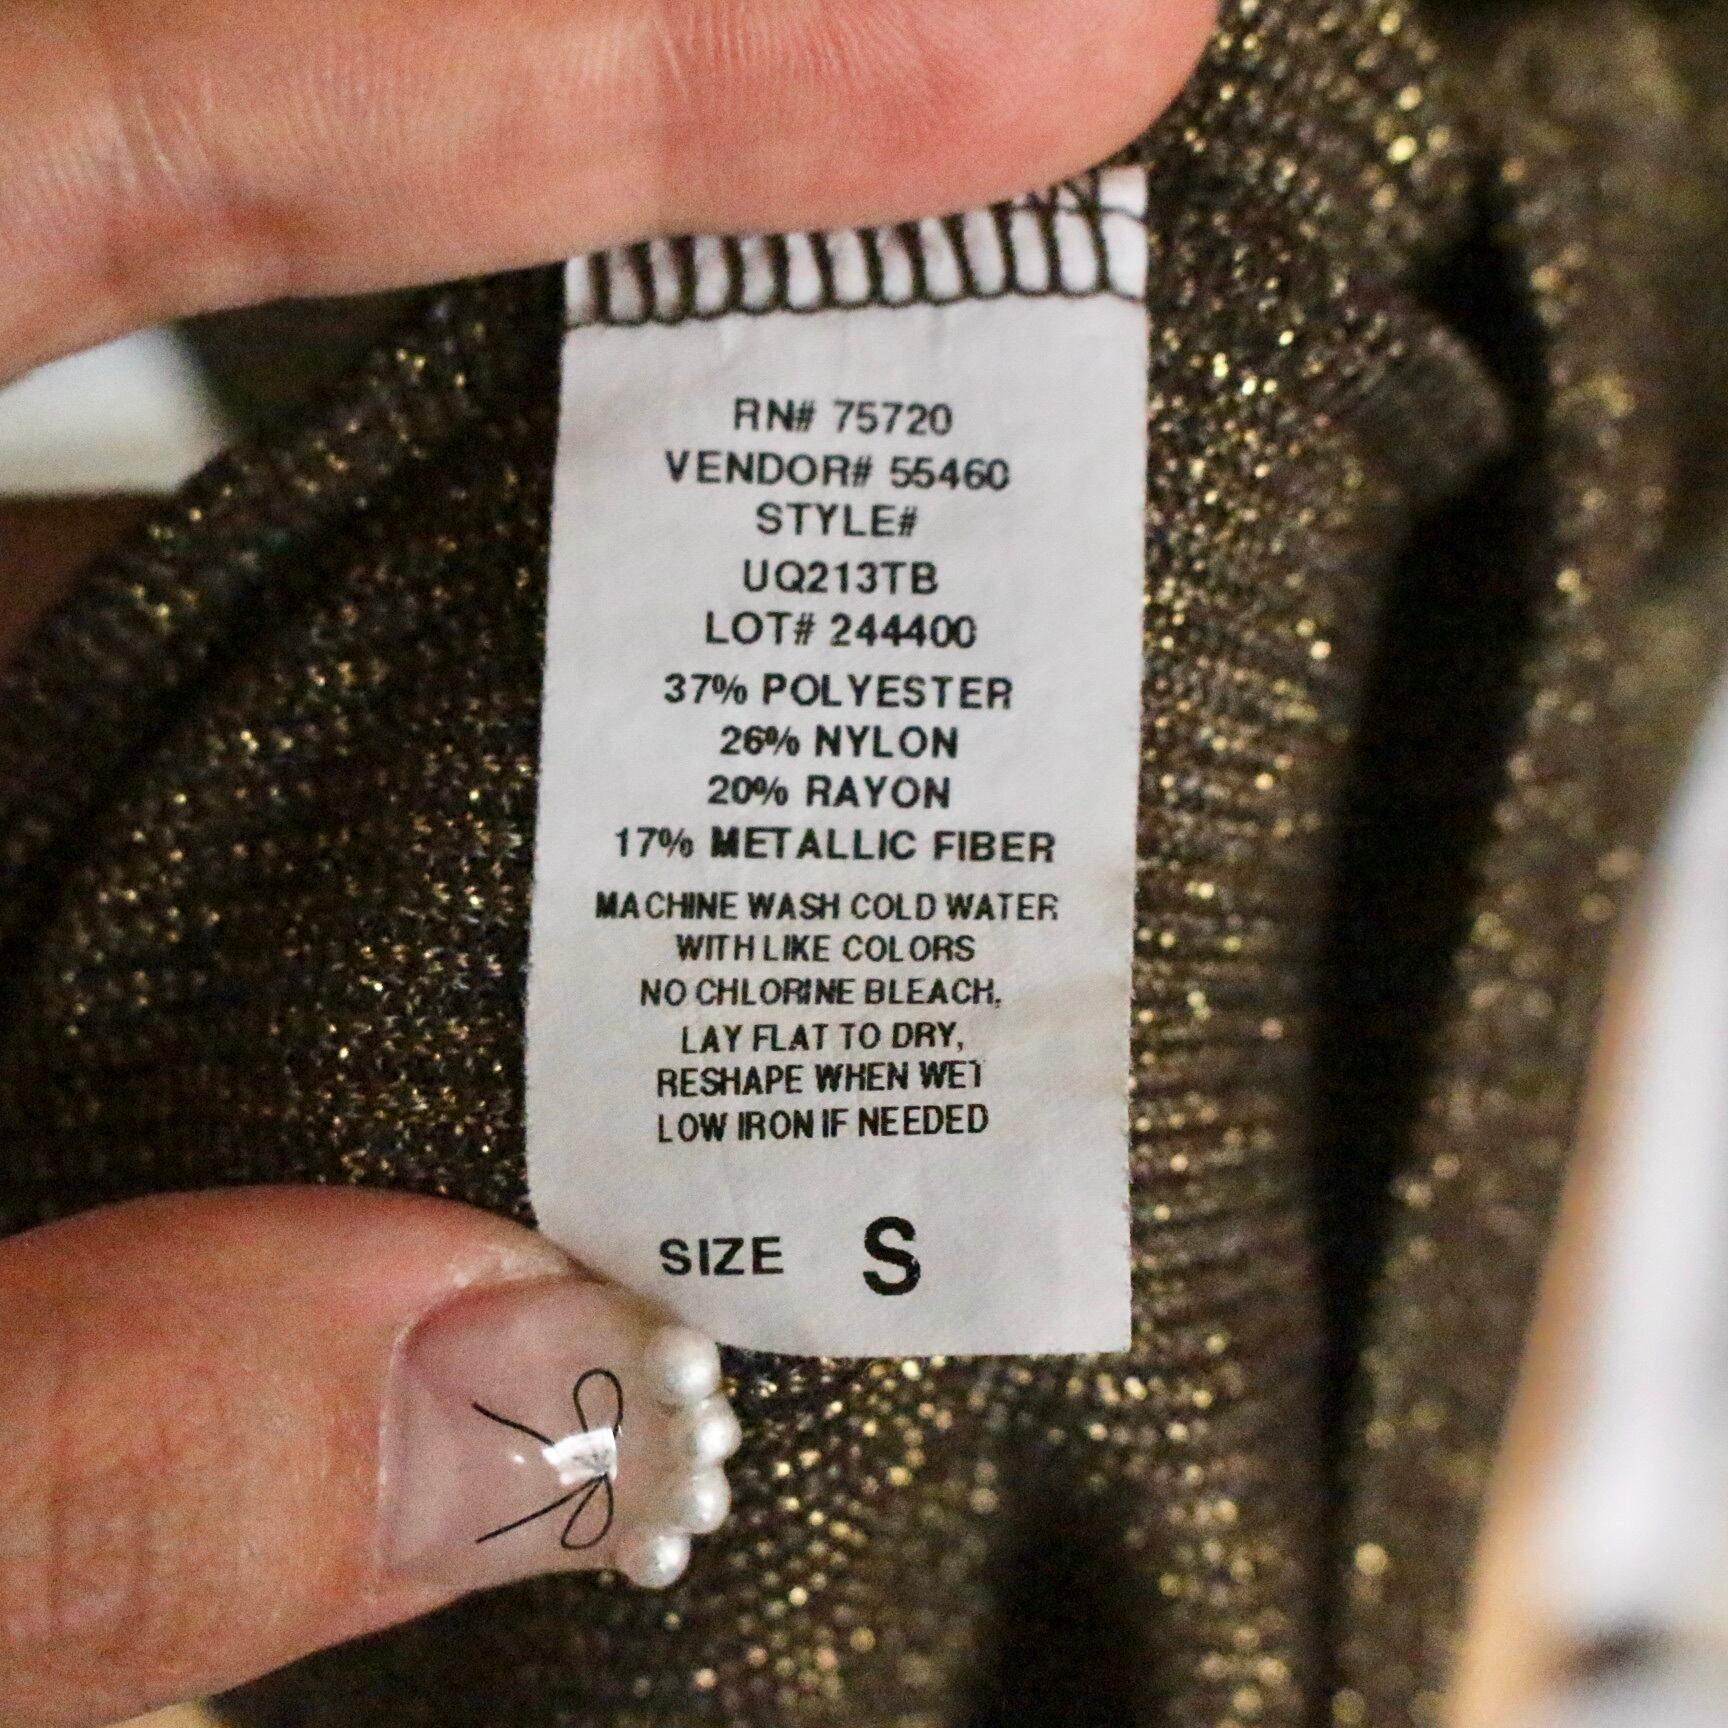 RN# 75720
VENDOR# 55460
STYLE#
UQ213TB
LOT# 244400
37% POLYESTER
26% NYLON
20% RAYON
17% METALLIC FIBER
MACHINE WASH COLD WATER
WITH LIKE COLORS
NO CHLORINE BLEACH,
LAY FLAT TO DRY,
RESHAPE WHEN WET
LOW IRON IF NEEDED
SIZE S